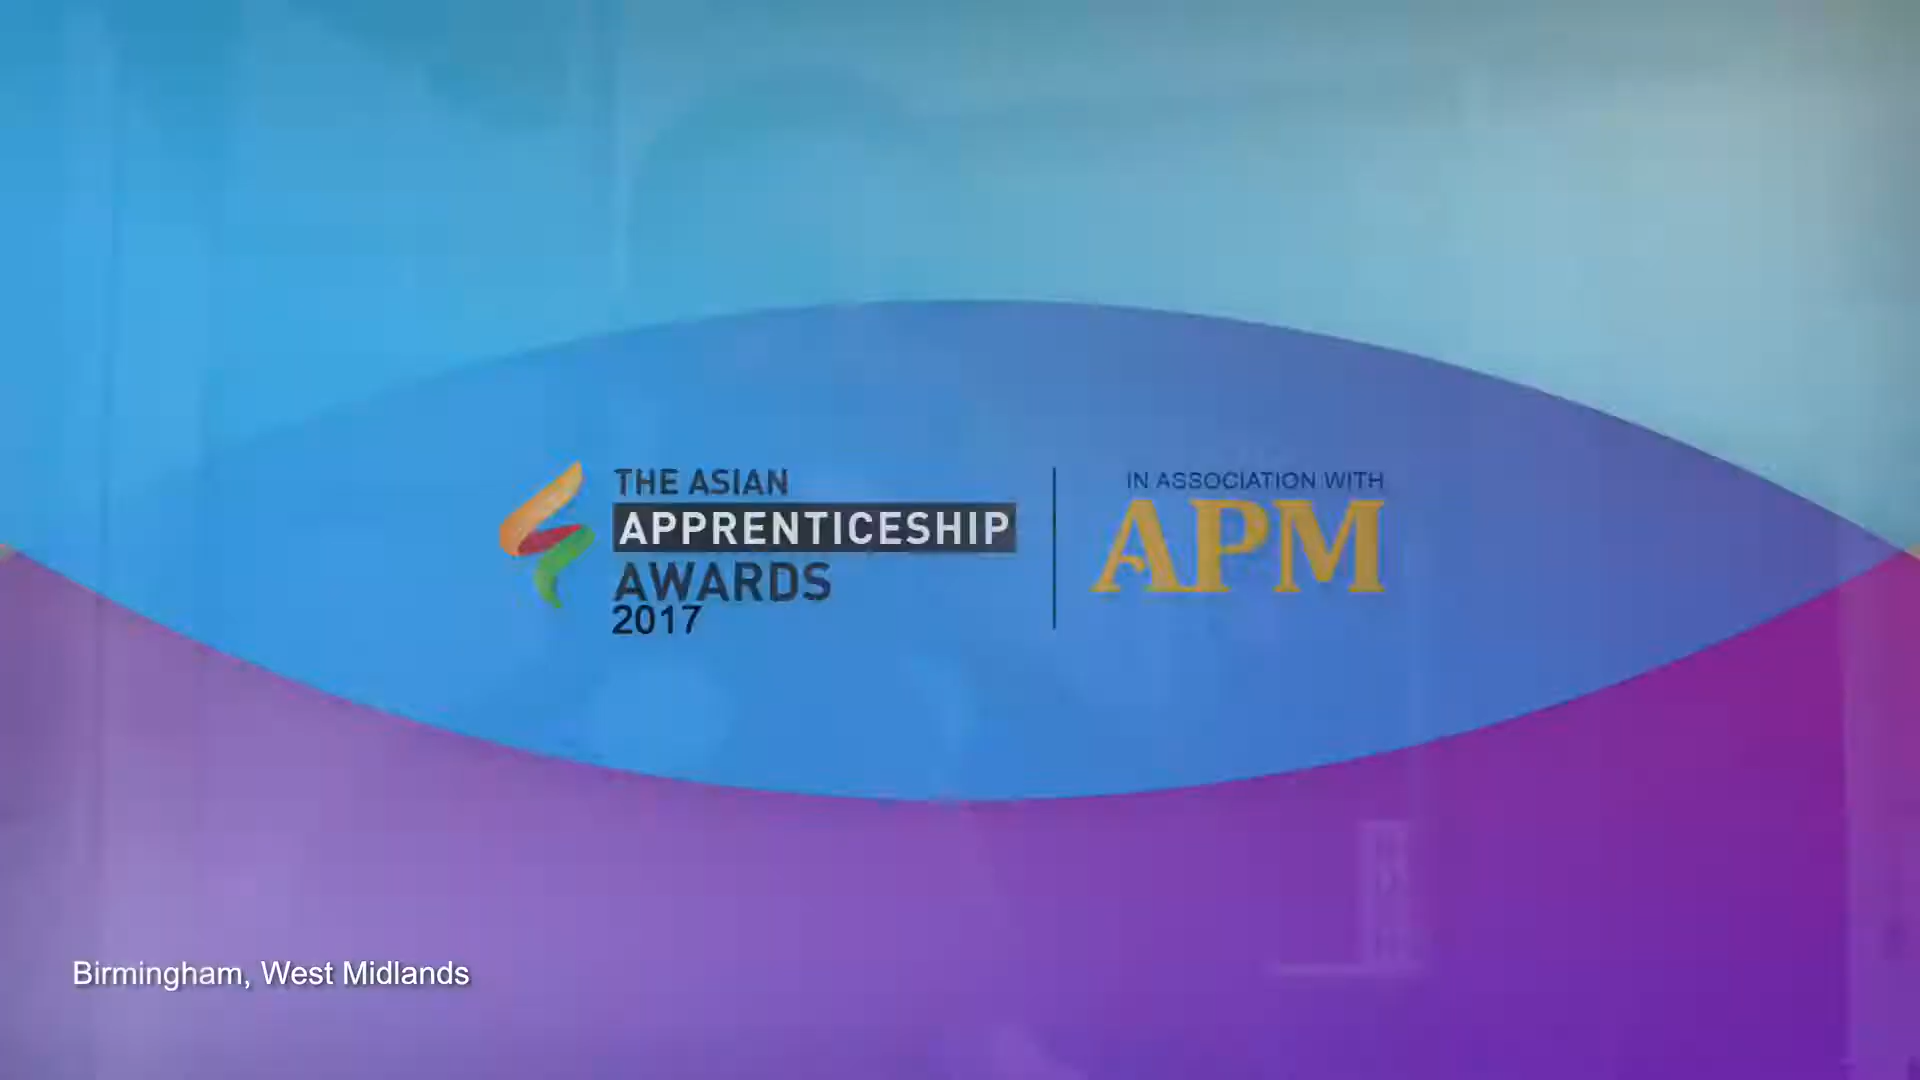 THE ASIAN
APPRENTICESHIP
AWARDS
2017
IN ASSOCIATION WITH
APM
Birmingham, West Midlands